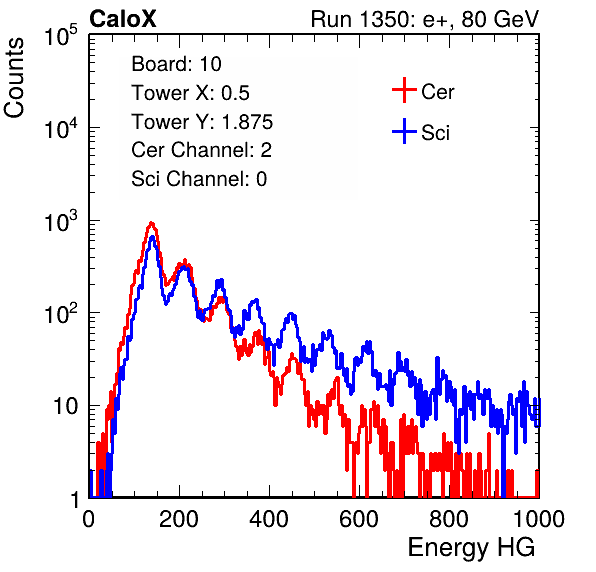 CaloX Run 1350: e+, 80 GeV
Counts
10^5
Board: 10
Tower X: 0.5
Tower Y: 1.875
Cer Channel: 2
Sci Channel: 0
Cer
Sci
10^4
10^3
10^2
10
1
0 200 400 600 800 1000
Energy HG